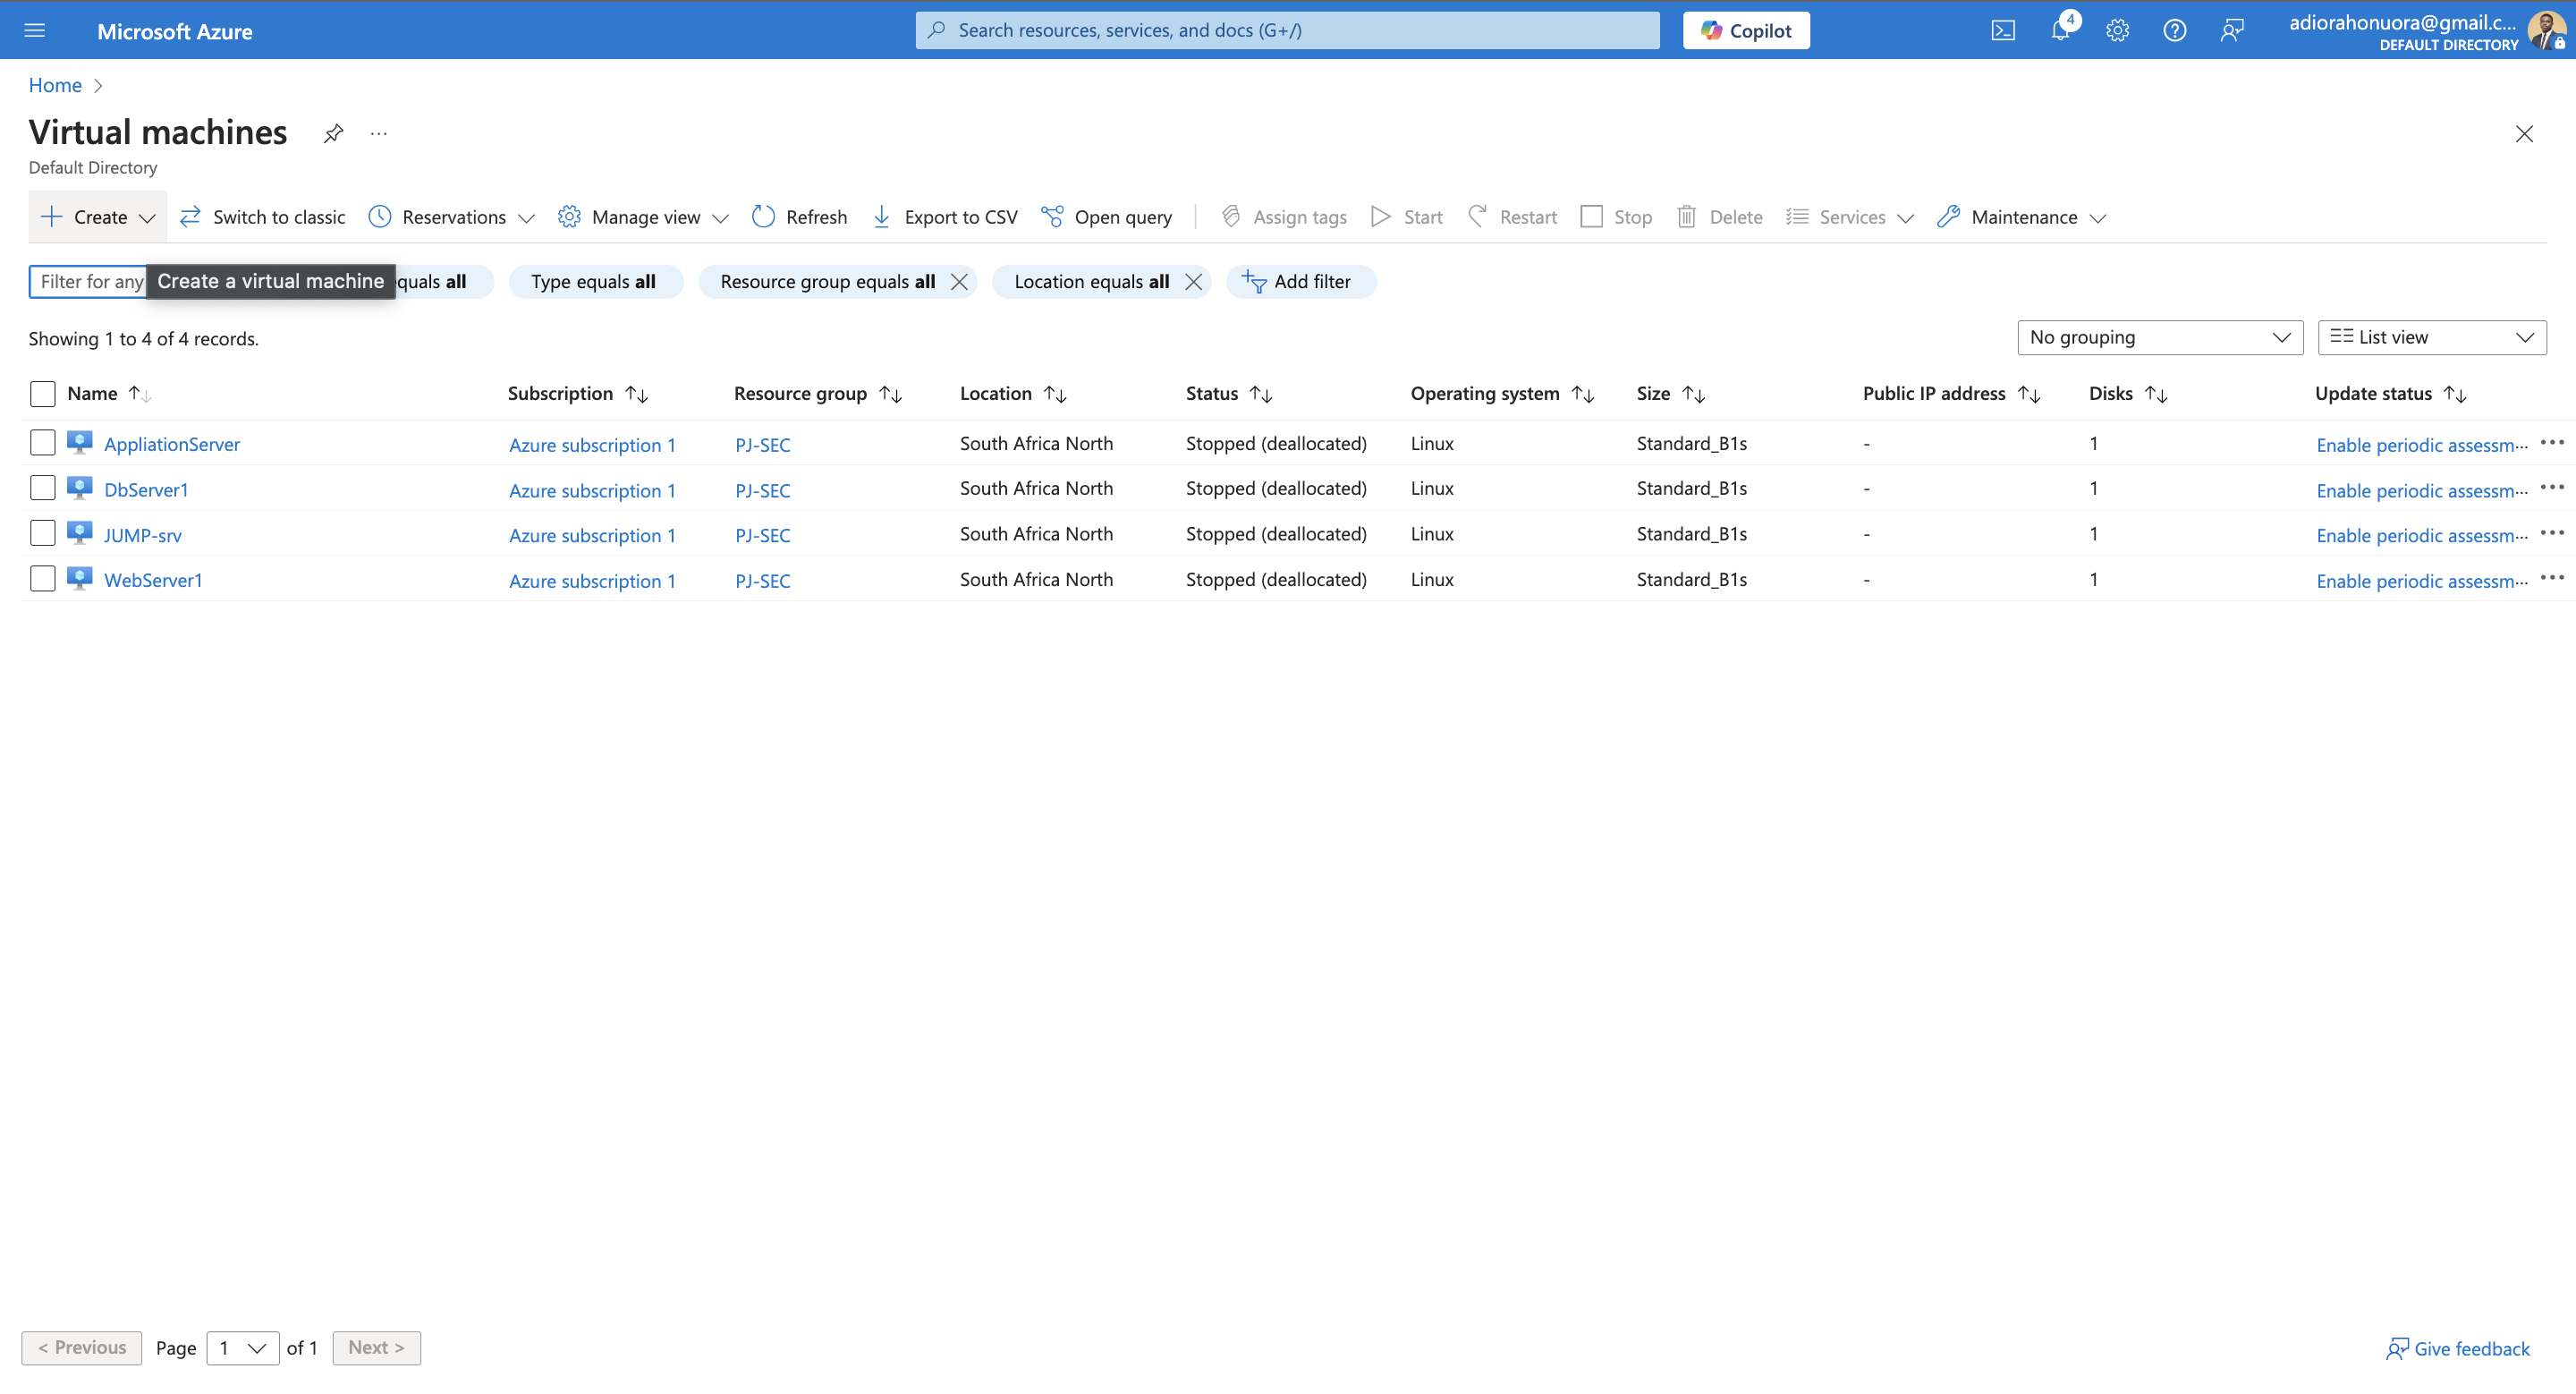 Microsoft Azure
Search resources, services, and docs (G+/)
Copilot
4
adiorahonuora@gmail.c...
DEFAULT DIRECTORY
Home
Virtual machines
Default Directory
Create
Switch to classic
Reservations
Manage view
Refresh
Export to CSV
Open query
Assign tags
Start
Restart
Stop
Delete
Services
Maintenance
Filter for any
Create a virtual machine
quals all
Type equals all
Resource group equals all
Location equals all
Add filter
Showing 1 to 4 of 4 records.
No grouping
List view
Name Subscription Resource group Location Status Operating system Size Public IP address Disks Update status
AppliationServer Azure subscription 1 PJ-SEC South Africa North Stopped (deallocated) Linux Standard_B1s - 1 Enable periodic assessm...
DbServer1 Azure subscription 1 PJ-SEC South Africa North Stopped (deallocated) Linux Standard_B1s - 1 Enable periodic assessm...
JUMP-srv Azure subscription 1 PJ-SEC South Africa North Stopped (deallocated) Linux Standard_B1s - 1 Enable periodic assessm...
WebServer1 Azure subscription 1 PJ-SEC South Africa North Stopped (deallocated) Linux Standard_B1s - 1 Enable periodic assessm...
< Previous Page 1 of 1 Next >
Give feedback